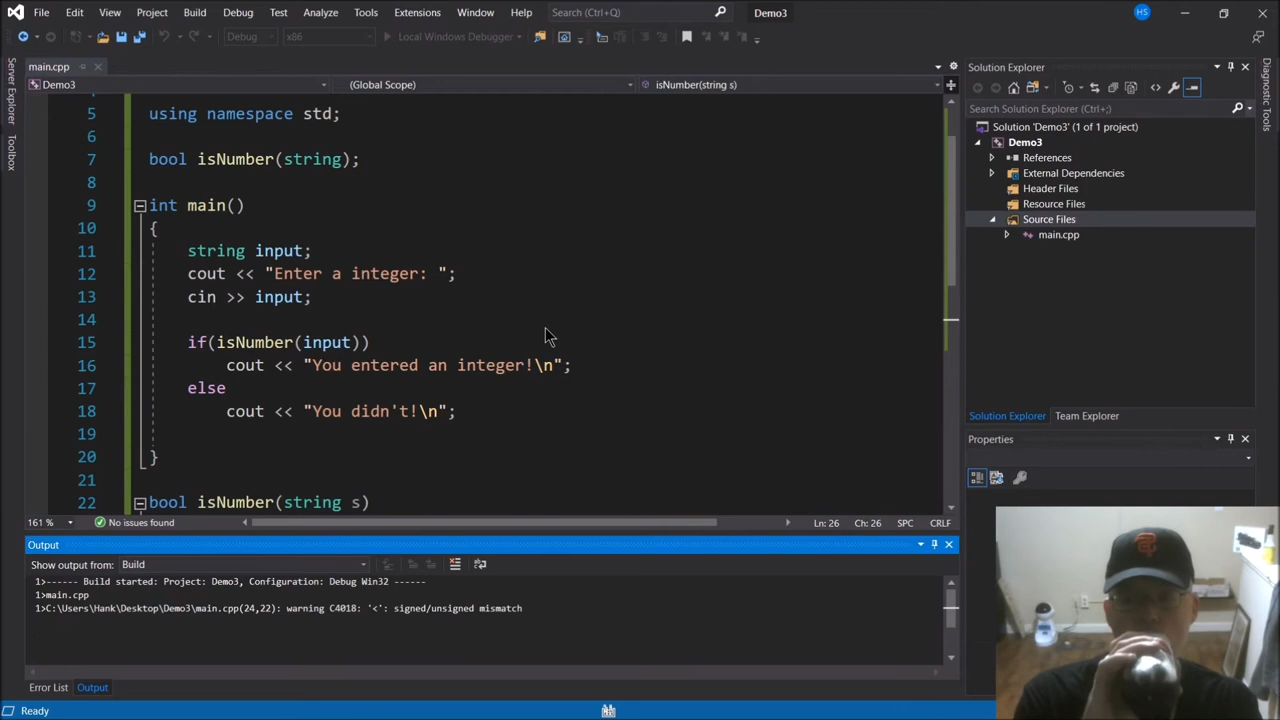 File Edit View Project Build Debug Test Analyze Tools Extensions Window Help Search (Ctrl+Q) Demo3 HS
Debug x86 Local Windows Debugger
main.cpp
Demo3 (Global Scope) isNumber(string s)
5 using namespace std;
6
7 bool isNumber(string);
8
9 int main()
10 {
11 string input;
12 cout << "Enter a integer: ";
13 cin >> input;
14
15 if(isNumber(input))
16 cout << "You entered an integer!\n";
17 else
18 cout << "You didn't!\n";
19
20 }
21
22 bool isNumber(string s)
161 % No issues found Ln: 26 Ch: 26 SPC CRLF
Output
Show output from: Build
1>------ Build started: Project: Demo3, Configuration: Debug Win32 ------
1>main.cpp
1>C:\Users\Hank\Desktop\Demo3\main.cpp(24,22): warning C4018: '<': signed/unsigned mismatch
Error List Output
Ready
Server Explorer
Toolbox
Solution Explorer
Search Solution Explorer (Ctrl+;)
Solution 'Demo3' (1 of 1 project)
Demo3
References
External Dependencies
Header Files
Resource Files
Source Files
main.cpp
Solution Explorer Team Explorer
Properties
Diagnostic Tools
SF